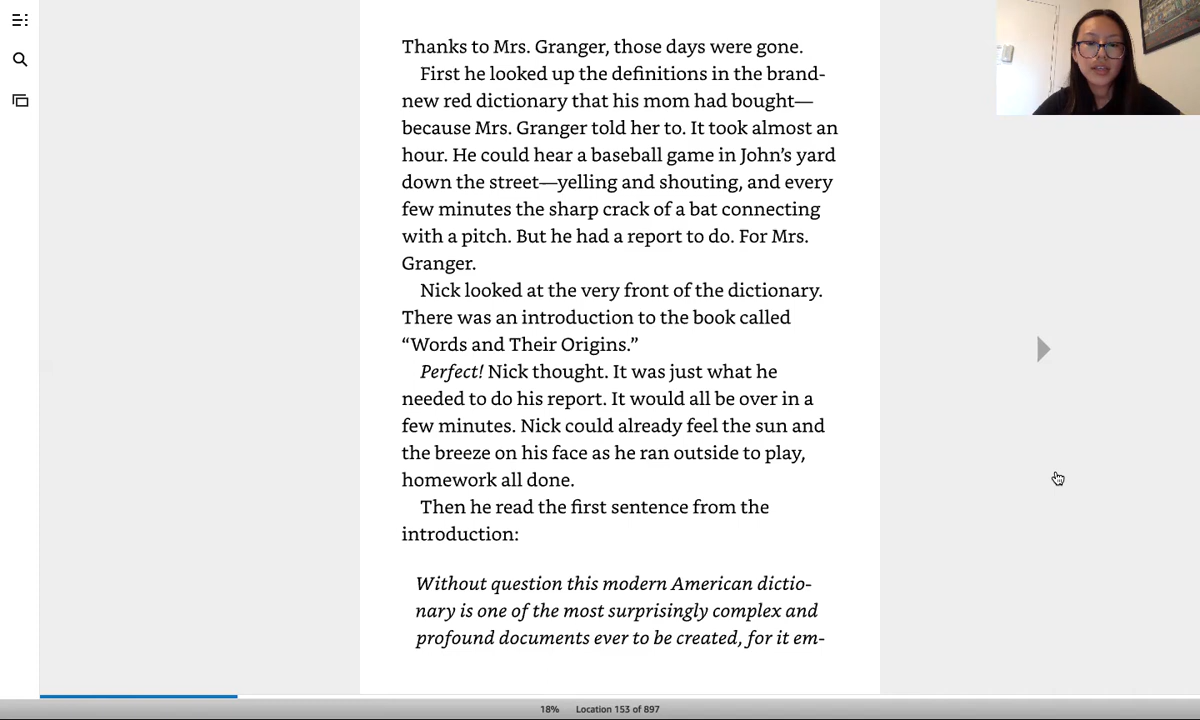 Thanks to Mrs. Granger, those days were gone.
First he looked up the definitions in the brand-
new red dictionary that his mom had bought—
because Mrs. Granger told her to. It took almost an
hour. He could hear a baseball game in John’s yard
down the street—yelling and shouting, and every
few minutes the sharp crack of a bat connecting
with a pitch. But he had a report to do. For Mrs.
Granger.
Nick looked at the very front of the dictionary.
There was an introduction to the book called
“Words and Their Origins.”
Perfect! Nick thought. It was just what he
needed to do his report. It would all be over in a
few minutes. Nick could already feel the sun and
the breeze on his face as he ran outside to play,
homework all done.
Then he read the first sentence from the
introduction:
Without question this modern American dictio-
nary is one of the most surprisingly complex and
profound documents ever to be created, for it em-
18% Location 153 of 897